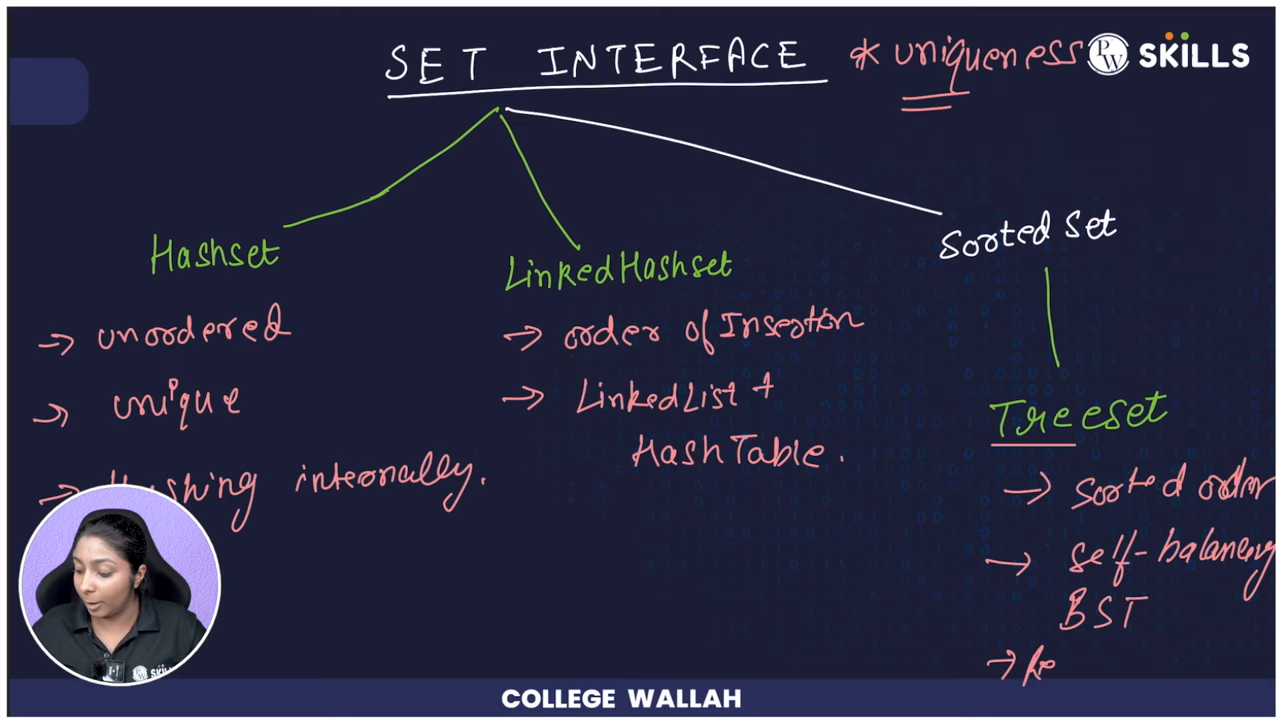 SET INTERFACE * uniqueness PW SKILLS
Hashset
→ unordered
→ unique
→ Hashing internally.
LinkedHashset
→ order of Insertion
→ LinkedList +
HashTable.
Sorted Set
Treeset
→ Sorted order
→ self-balancing
BST
COLLEGE WALLAH